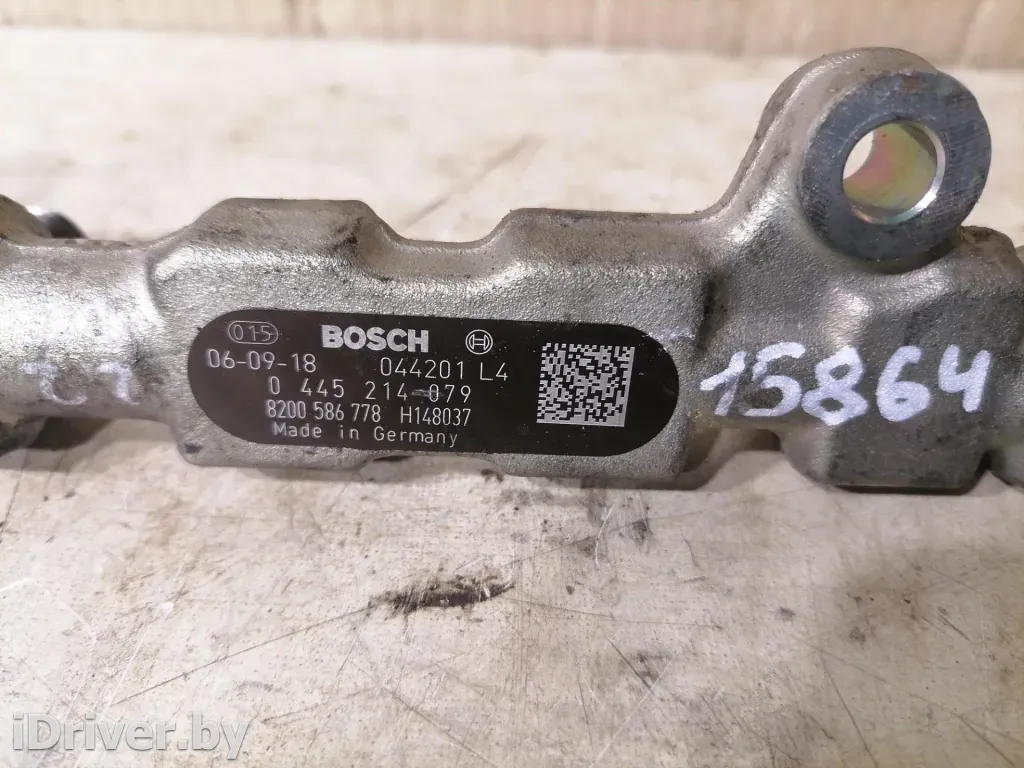 015 BOSCH
06-09-18 044201 L4
0 445 214-079
8200 586 778 H148037
Made in Germany
15864
iDriver.by